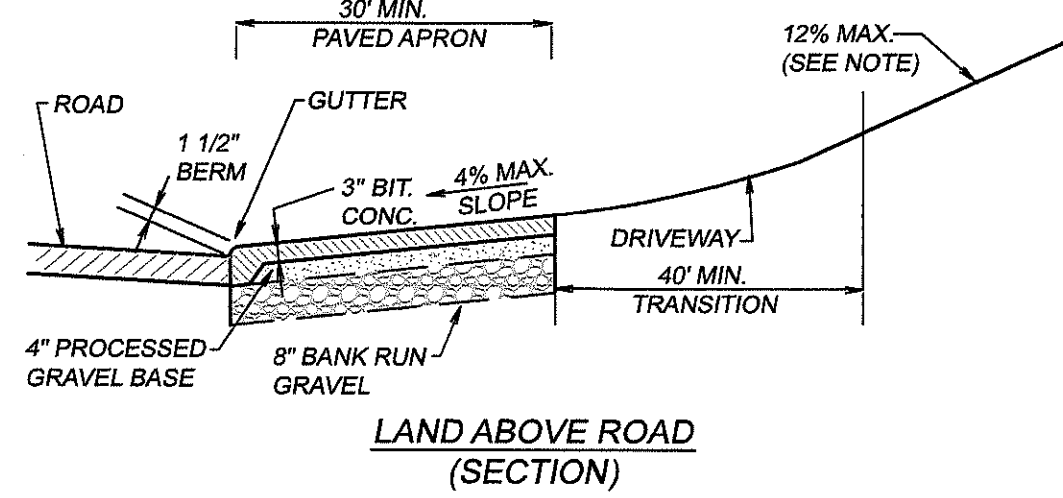 30' MIN.
PAVED APRON
12% MAX.
(SEE NOTE)
ROAD
GUTTER
1 1/2"
BERM
3" BIT.
CONC.
4% MAX.
SLOPE
DRIVEWAY
40' MIN.
TRANSITION
4" PROCESSED
GRAVEL BASE
8" BANK RUN
GRAVEL
LAND ABOVE ROAD
(SECTION)